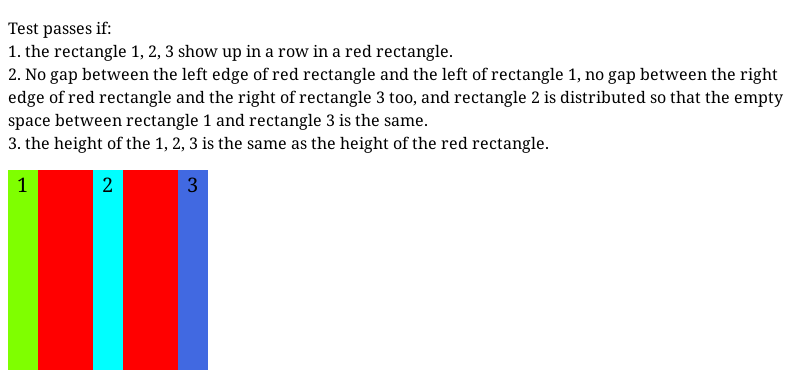 Test passes if:
1. the rectangle 1, 2, 3 show up in a row in a red rectangle.
2. No gap between the left edge of red rectangle and the left of rectangle 1, no gap between the right
edge of red rectangle and the right of rectangle 3 too, and rectangle 2 is distributed so that the empty
space between rectangle 1 and rectangle 3 is the same.
3. the height of the 1, 2, 3 is the same as the height of the red rectangle.
1 2 3